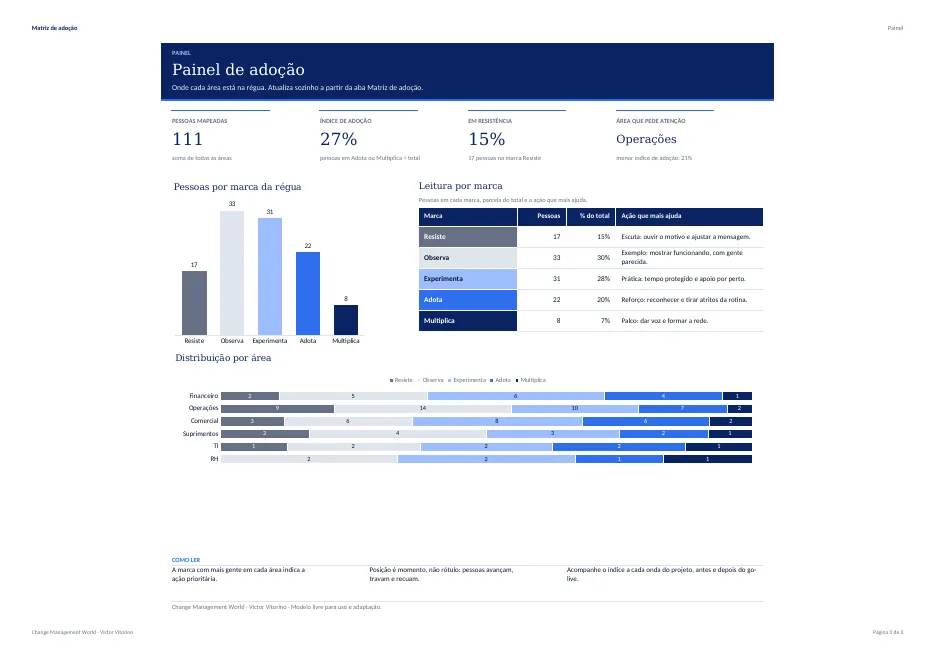 Matriz de adoção
Painel
PAINEL
Painel de adoção
Onde cada área está na régua. Atualiza sozinho a partir da aba Matriz de adoção.
PESSOAS MAPEADAS
111
soma de todas as áreas
ÍNDICE DE ADOÇÃO
27%
pessoas em Adota ou Multiplica ÷ total
EM RESISTÊNCIA
15%
17 pessoas na marca Resiste
ÁREA QUE PEDE ATENÇÃO
Operações
menor índice de adoção: 21%
Pessoas por marca da régua
17
33
31
22
8
Resiste
Observa
Experimenta
Adota
Multiplica
Leitura por marca
Pessoas em cada marca, parcela do total e a ação que mais ajuda.
Marca Pessoas % do total Ação que mais ajuda
Resiste 17 15% Escuta: ouvir o motivo e ajustar a mensagem.
Observa 33 30% Exemplo: mostrar funcionando, com gente
parecida.
Experimenta 31 28% Prática: tempo protegido e apoio por perto.
Adota 22 20% Reforço: reconhecer e tirar atritos da rotina.
Multiplica 8 7% Palco: dar voz e formar a rede.
Distribuição por área
Resiste Observa Experimenta Adota Multiplica
Financeiro 2 5 6 4 1
Operações 9 14 10 7 2
Comercial 3 6 8 6 2
Suprimentos 2 4 3 2 1
TI 1 2 2 2 1
RH 2 2 1 1
COMO LER
A marca com mais gente em cada área indica a
ação prioritária.
Posição é momento, não rótulo: pessoas avançam,
travam e recuam.
Acompanhe o índice a cada onda do projeto, antes e depois do go-
live.
Change Management World · Victor Vitorino · Modelo livre para uso e adaptação.
Change Management World · Victor Vitorino